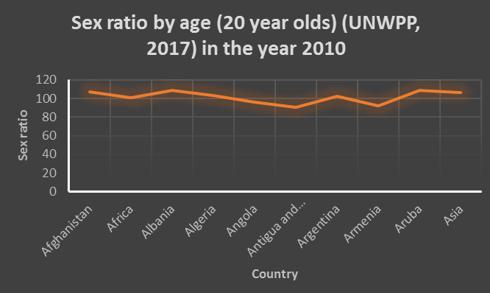 Sex ratio by age (20 year olds) (UNWPP,
2017) in the year 2010
Sex ratio
120
100
80
60
40
20
0
Afghanistan
Africa
Albania
Algeria
Angola
Antigua and...
Argentina
Armenia
Aruba
Asia
Country